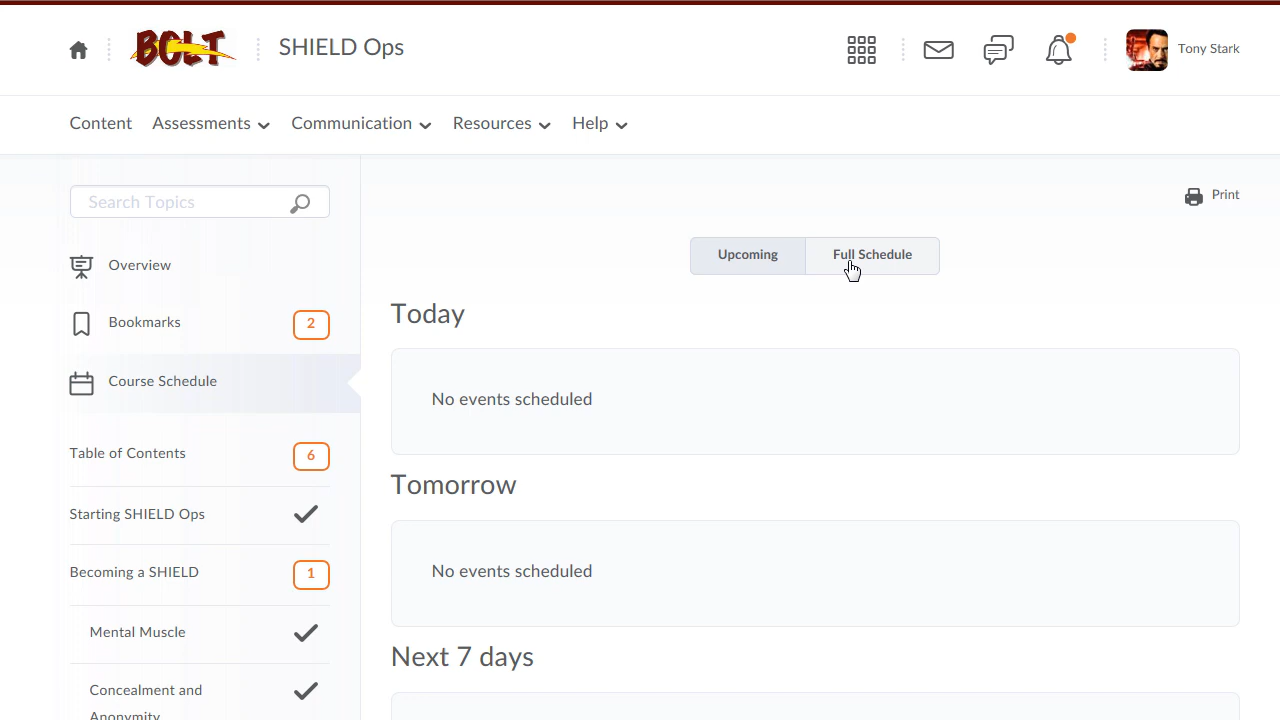 BOLT
SHIELD Ops
Tony Stark
Content
Assessments
Communication
Resources
Help
Search Topics
Print
Overview
Upcoming
Full Schedule
Bookmarks
2
Today
Course Schedule
No events scheduled
Table of Contents
6
Tomorrow
Starting SHIELD Ops
Becoming a SHIELD
1
No events scheduled
Mental Muscle
Next 7 days
Concealment and
Anonymity